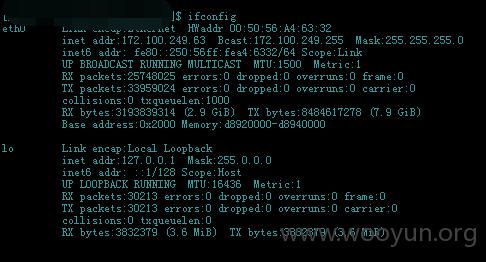 ]$ ifconfig
eth0 Link encap:Ethernet HWaddr 00:50:56:A4:63:32
inet addr:172.100.249.63 Bcast:172.100.249.255 Mask:255.255.255.0
inet6 addr: fe80::250:56ff:fea4:6332/64 Scope:Link
UP BROADCAST RUNNING MULTICAST MTU:1500 Metric:1
RX packets:25748025 errors:0 dropped:0 overruns:0 frame:0
TX packets:33959024 errors:0 dropped:0 overruns:0 carrier:0
collisions:0 txqueuelen:1000
RX bytes:3193839314 (2.9 GiB) TX bytes:8484617278 (7.9 GiB)
Base address:0x2000 Memory:d8920000-d8940000
lo Link encap:Local Loopback
inet addr:127.0.0.1 Mask:255.0.0.0
inet6 addr: ::1/128 Scope:Host
UP LOOPBACK RUNNING MTU:16436 Metric:1
RX packets:30213 errors:0 dropped:0 overruns:0 frame:0
TX packets:30213 errors:0 dropped:0 overruns:0 carrier:0
collisions:0 txqueuelen:0
RX bytes:3832379 (3.6 MiB) TX bytes:3832379 (3.6 MiB)
www.wooyun.org